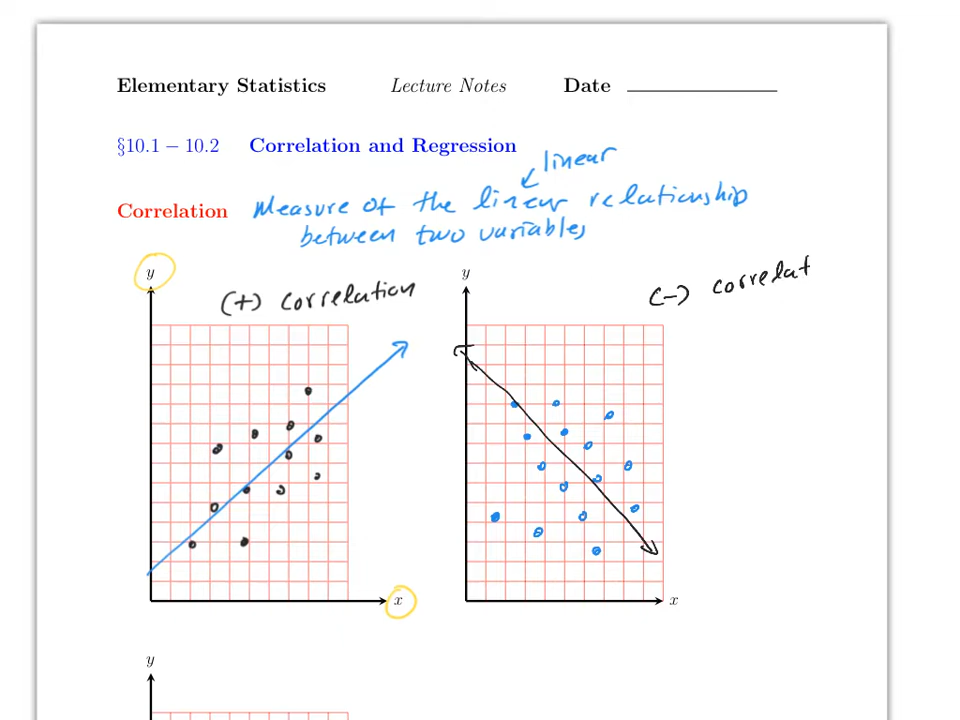 Elementary Statistics Lecture Notes Date
§10.1 – 10.2 Correlation and Regression
linear
Correlation Measure of the linear relationship
between two variables
y
(+) correlation
y
(-) correlat
x
x
y